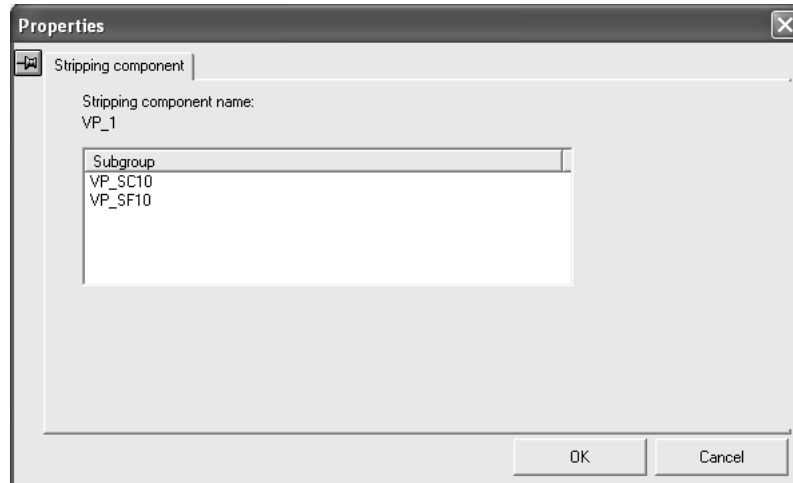 Properties
Stripping component
Stripping component name:
VP_1
Subgroup
VP_SC10
VP_SF10
OK
Cancel